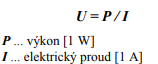 U = P / I
P ... výkon [1 W]
I ... elektrický proud [1 A]